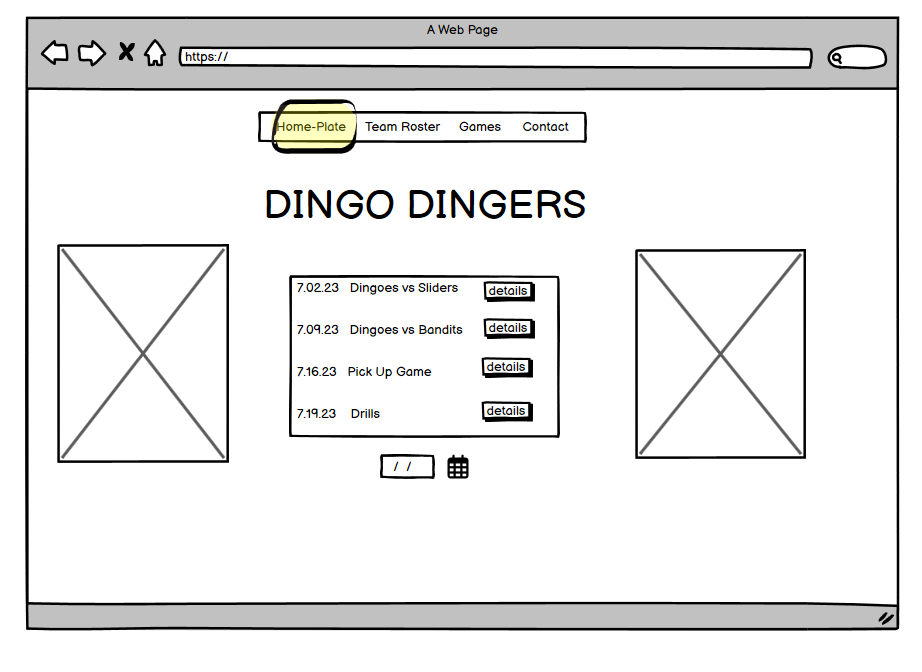 A Web Page
https://
Home-Plate Team Roster Games Contact
DINGO DINGERS
7.02.23 Dingoes vs Sliders details
7.09.23 Dingoes vs Bandits details
7.16.23 Pick Up Game details
7.19.23 Drills details
/ /